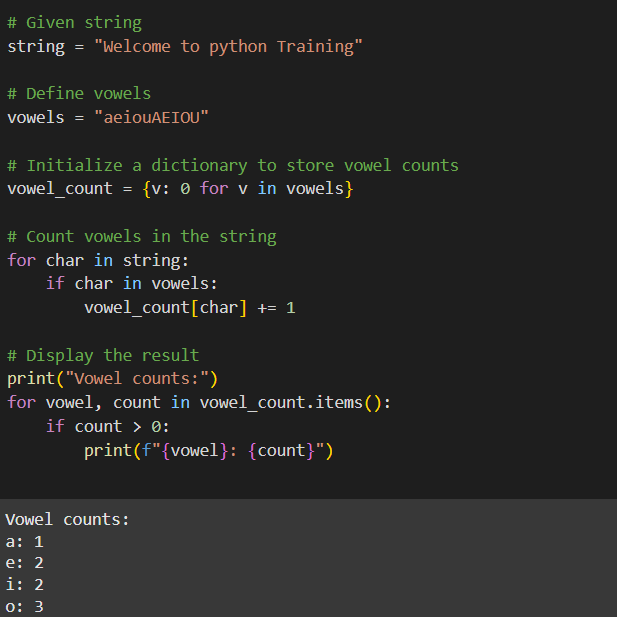 # Given string
string = "Welcome to python Training"
# Define vowels
vowels = "aeiouAEIOU"
# Initialize a dictionary to store vowel counts
vowel_count = {v: 0 for v in vowels}
# Count vowels in the string
for char in string:
    if char in vowels:
        vowel_count[char] += 1
# Display the result
print("Vowel counts:")
for vowel, count in vowel_count.items():
    if count > 0:
        print(f"{vowel}: {count}")
Vowel counts:
a: 1
e: 2
i: 2
o: 3